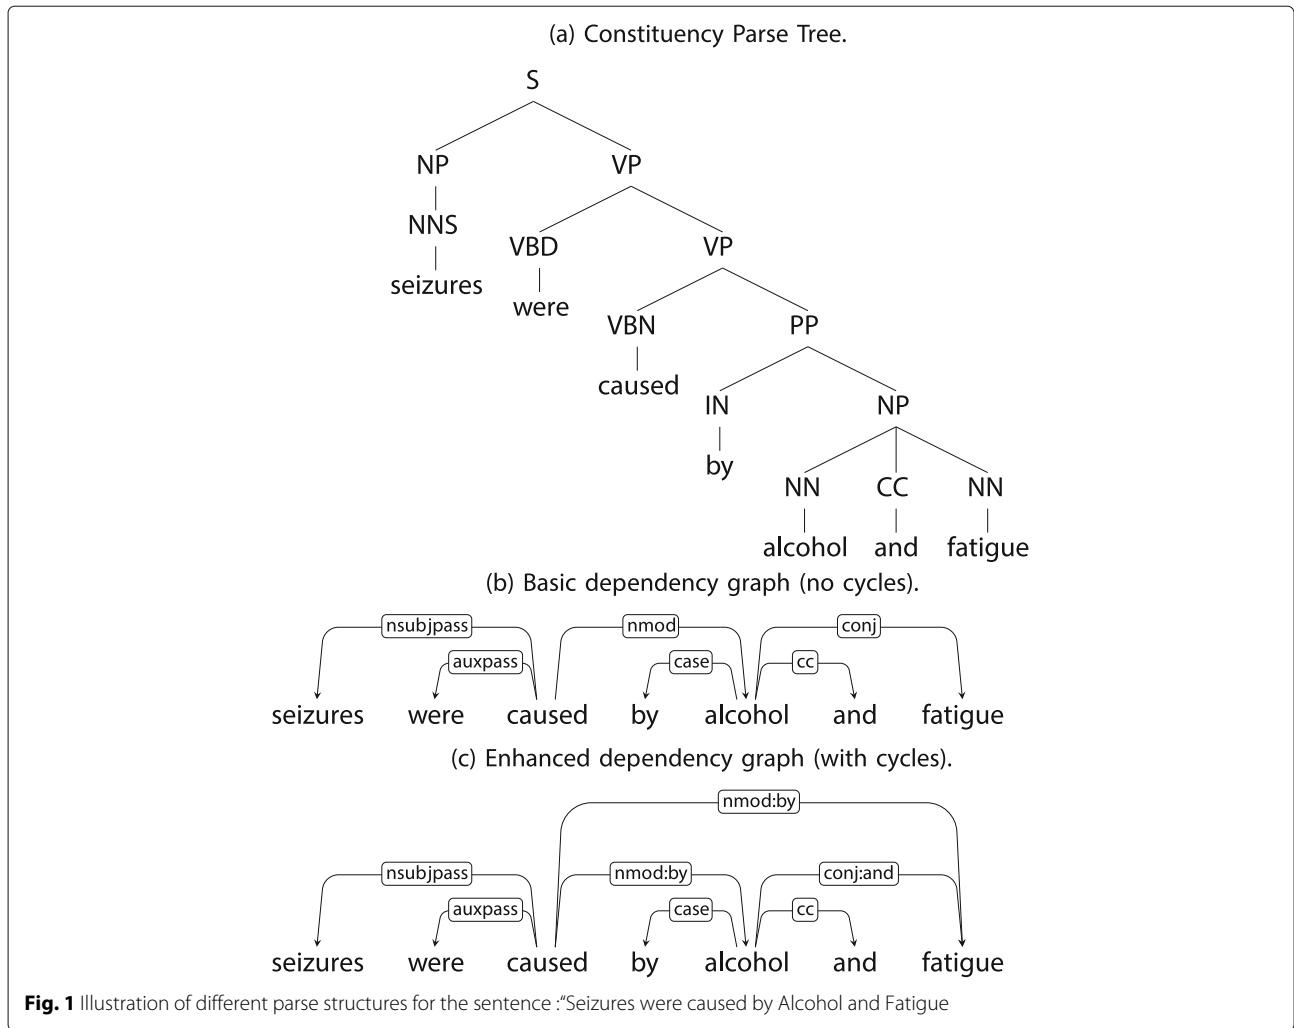 (a) Constituency Parse Tree.
S
NP VP
NNS
VBD VP
seizures
were
VBN PP
caused
IN NP
by
NN CC NN
alcohol and fatigue
(b) Basic dependency graph (no cycles).
nsubjpass nmod conj
auxpass case cc
seizures were caused by alcohol and fatigue
(c) Enhanced dependency graph (with cycles).
nmod:by
nsubjpass nmod:by conj:and
auxpass case cc
seizures were caused by alcohol and fatigue
Fig. 1 Illustration of different parse structures for the sentence :“Seizures were caused by Alcohol and Fatigue